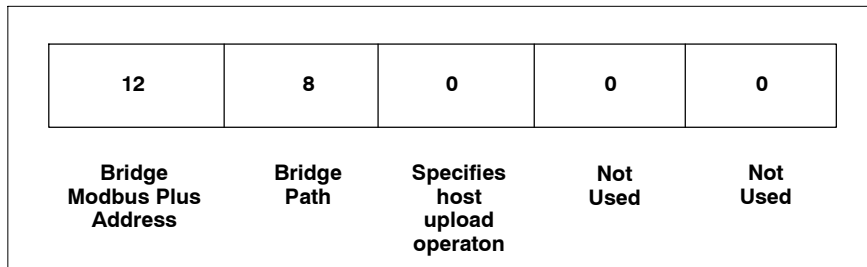 12 8 0 0 0
Bridge
Modbus Plus
Address
Bridge
Path
Specifies
host
upload
operaton
Not
Used
Not
Used